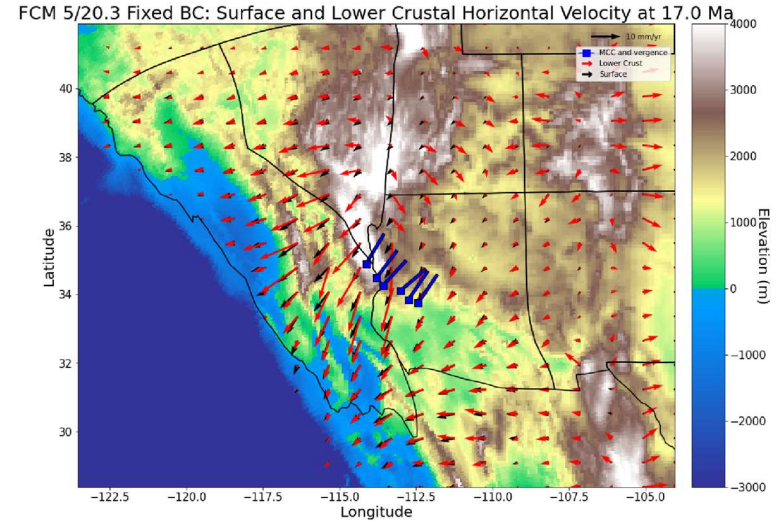 FCM 5/20.3 Fixed BC: Surface and Lower Crustal Horizontal Velocity at 17.0 Ma
10 mm/yr
MCC and vergence
Lower Crust
Surface
40
38
36
34
32
30
Latitude
−122.5 −120.0 −117.5 −115.0 −112.5 −110.0 −107.5 −105.0
Longitude
4000
3000
2000
1000
0
−1000
−2000
−3000
Elevation (m)